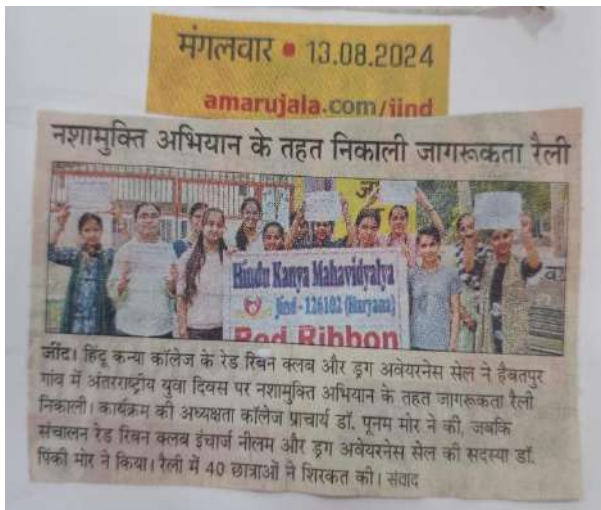 मंगलवार • 13.08.2024
amarujala.com/jind
नशामुक्ति अभियान के तहत निकाली जागरूकता रैली
जा
Hindu Kanya Mahavidyalya
Jind - 126102 (Haryana)
Red Ribbon
जींद। हिंदू कन्या कॉलेज के रेड रिबन क्लब और ड्रग अवेयरनेस सेल ने हैबतपुर
गांव में अंतरराष्ट्रीय युवा दिवस पर नशामुक्ति अभियान के तहत जागरूकता रैली
निकाली। कार्यक्रम की अध्यक्षता कॉलेज प्राचार्य डॉ. पूनम मोर ने की, जबकि
संचालन रेड रिबन क्लब इंचार्ज नीलम और ड्रग अवेयरनेस सेल की सदस्या डॉ.
पिंकी मोर ने किया। रैली में 40 छात्राओं ने शिरकत की। संवाद